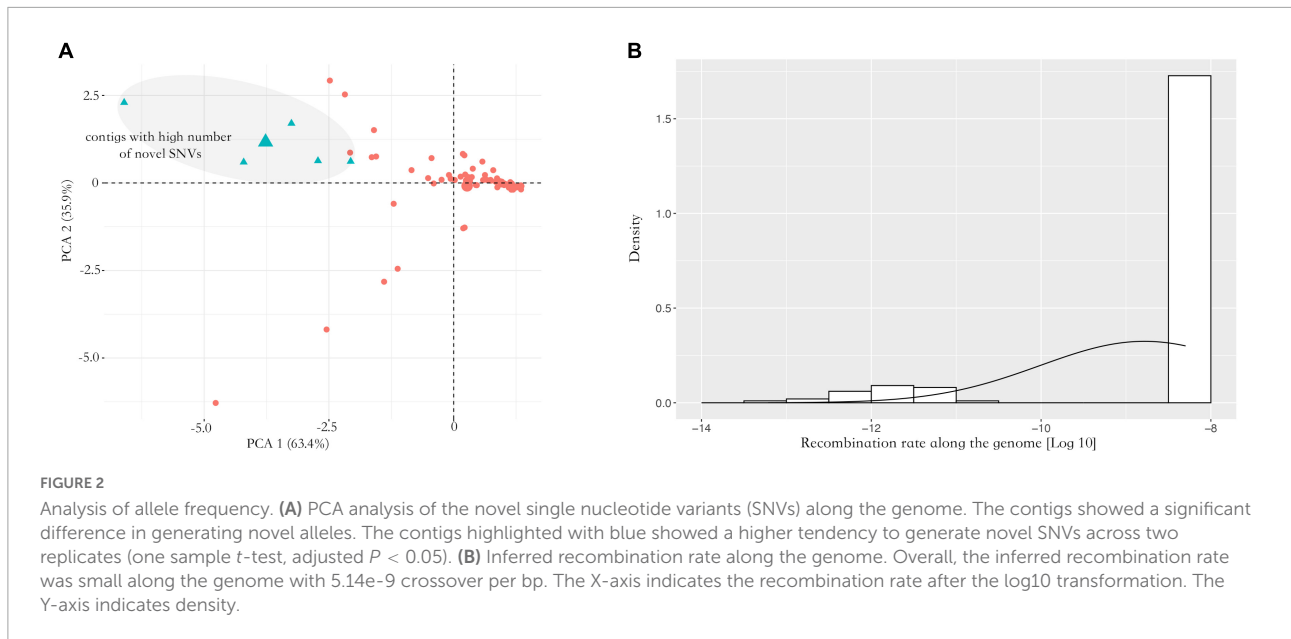 A
2.5
contigs with high number
of novel SNVs
0
-2.5
-5.0
PCA 2 (35.9%)
-5.0
-2.5
0
PCA 1 (63.4%)
B
1.5
1.0
0.5
0.0
Density
−14
−12
−10
−8
Recombination rate along the genome [Log 10]
FIGURE 2
Analysis of allele frequency. (A) PCA analysis of the novel single nucleotide variants (SNVs) along the genome. The contigs showed a significant
difference in generating novel alleles. The contigs highlighted with blue showed a higher tendency to generate novel SNVs across two
replicates (one sample t-test, adjusted P < 0.05). (B) Inferred recombination rate along the genome. Overall, the inferred recombination rate
was small along the genome with 5.14e-9 crossover per bp. The X-axis indicates the recombination rate after the log10 transformation. The
Y-axis indicates density.